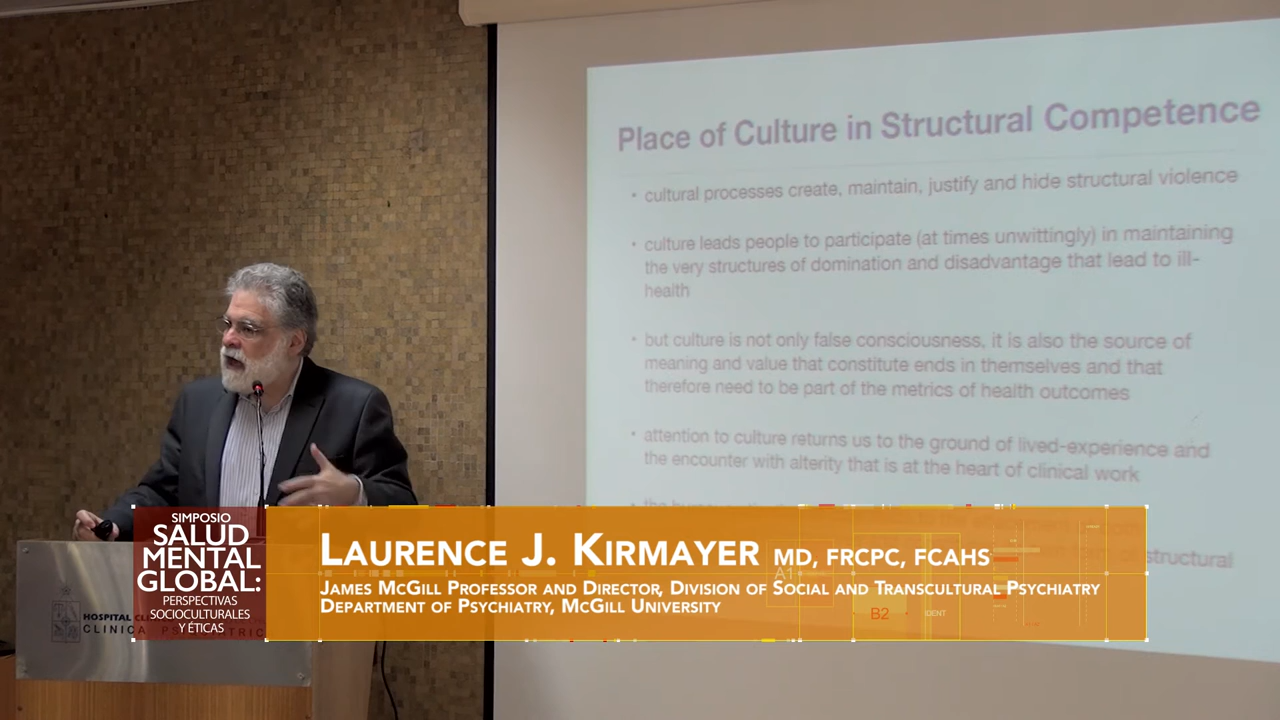 Place of Culture in Structural Competence
• cultural processes create, maintain, justify and hide structural violence
• culture leads people to participate (at times unwittingly) in maintaining
the very structures of domination and disadvantage that lead to ill-
health
• but culture is not only false consciousness, it is also the source of
meaning and value that constitute ends in themselves and that
therefore need to be part of the metrics of health outcomes
• attention to culture returns us to the ground of lived-experience and
the encounter with alterity that is at the heart of clinical work
structural
SIMPOSIO
SALUD
MENTAL
GLOBAL:
PERSPECTIVAS
SOCIOCULTURALES
Y ÉTICAS
LAURENCE J. KIRMAYER MD, FRCPC, FCAHS
JAMES MCGILL PROFESSOR AND DIRECTOR, DIVISION OF SOCIAL AND TRANSCULTURAL PSYCHIATRY
DEPARTMENT OF PSYCHIATRY, MCGILL UNIVERSITY
A1
B2
IDENT
HOSPITAL
CLINICA